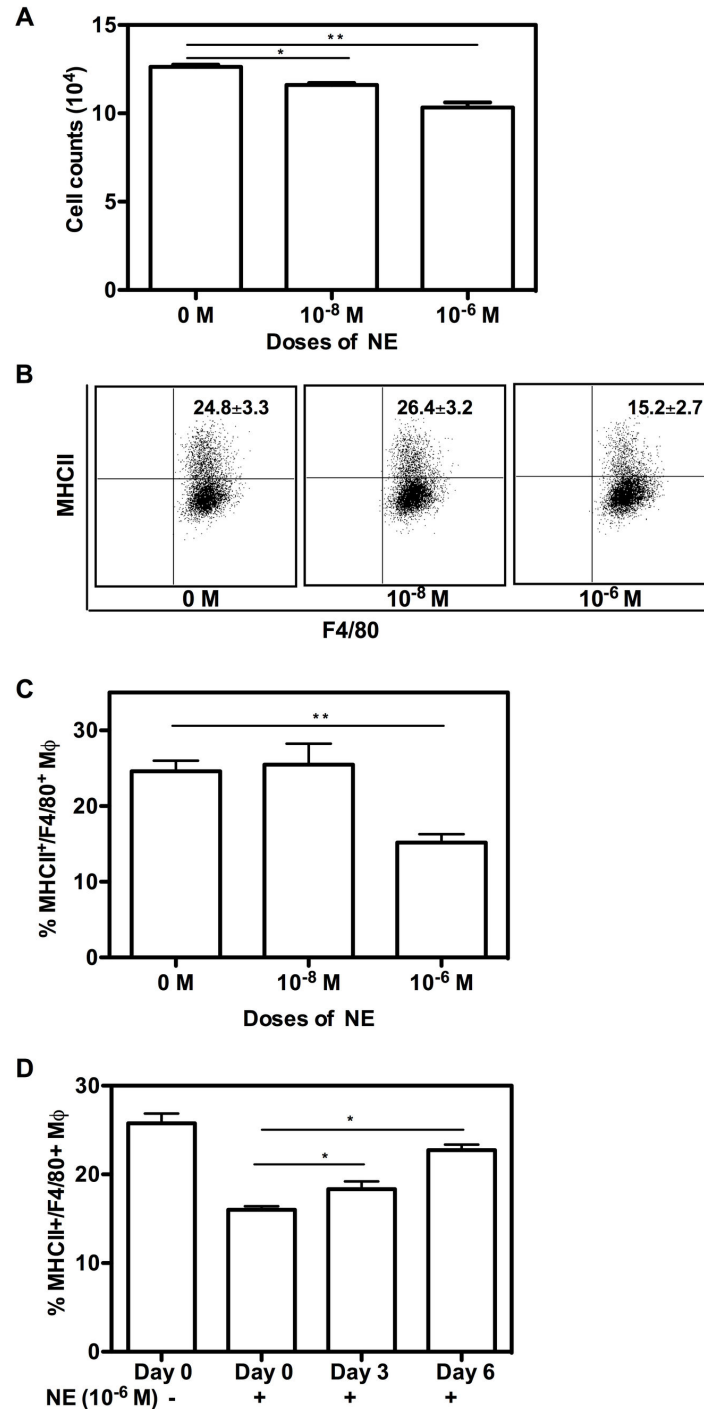 A
15
10
5
0
Cell counts (10⁴)
**
*
0 M 10⁻⁸ M 10⁻⁶ M
Doses of NE
B
MHCII
24.8±3.3 26.4±3.2 15.2±2.7
0 M 10⁻⁸ M 10⁻⁶ M
F4/80
C
30
20
10
0
% MHCII⁺/F4/80⁺ Mϕ
**
0 M 10⁻⁸ M 10⁻⁶ M
Doses of NE
D
30
20
10
0
% MHCII+/F4/80+ Mϕ
*
*
Day 0 Day 0 Day 3 Day 6
NE (10⁻⁶ M) - + + +